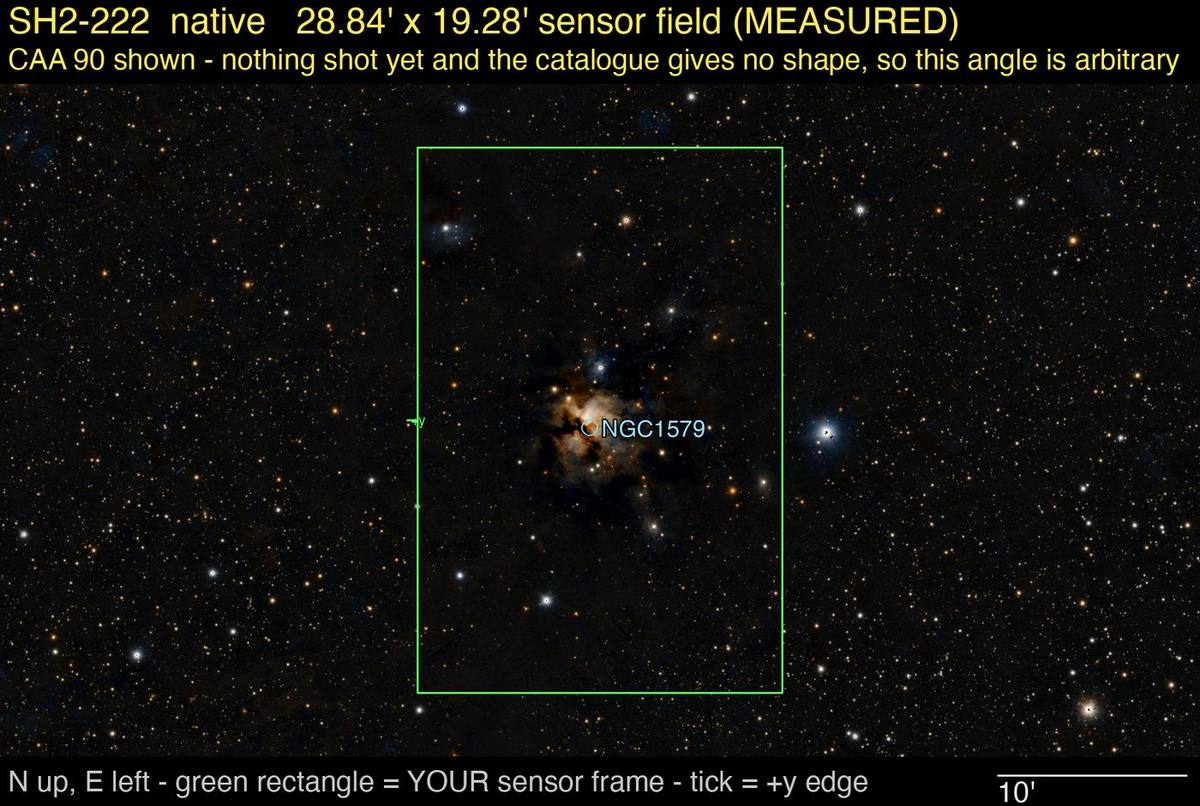 SH2-222 native 28.84' x 19.28' sensor field (MEASURED)
CAA 90 shown - nothing shot yet and the catalogue gives no shape, so this angle is arbitrary
+y
NGC1579
N up, E left - green rectangle = YOUR sensor frame - tick = +y edge
10'